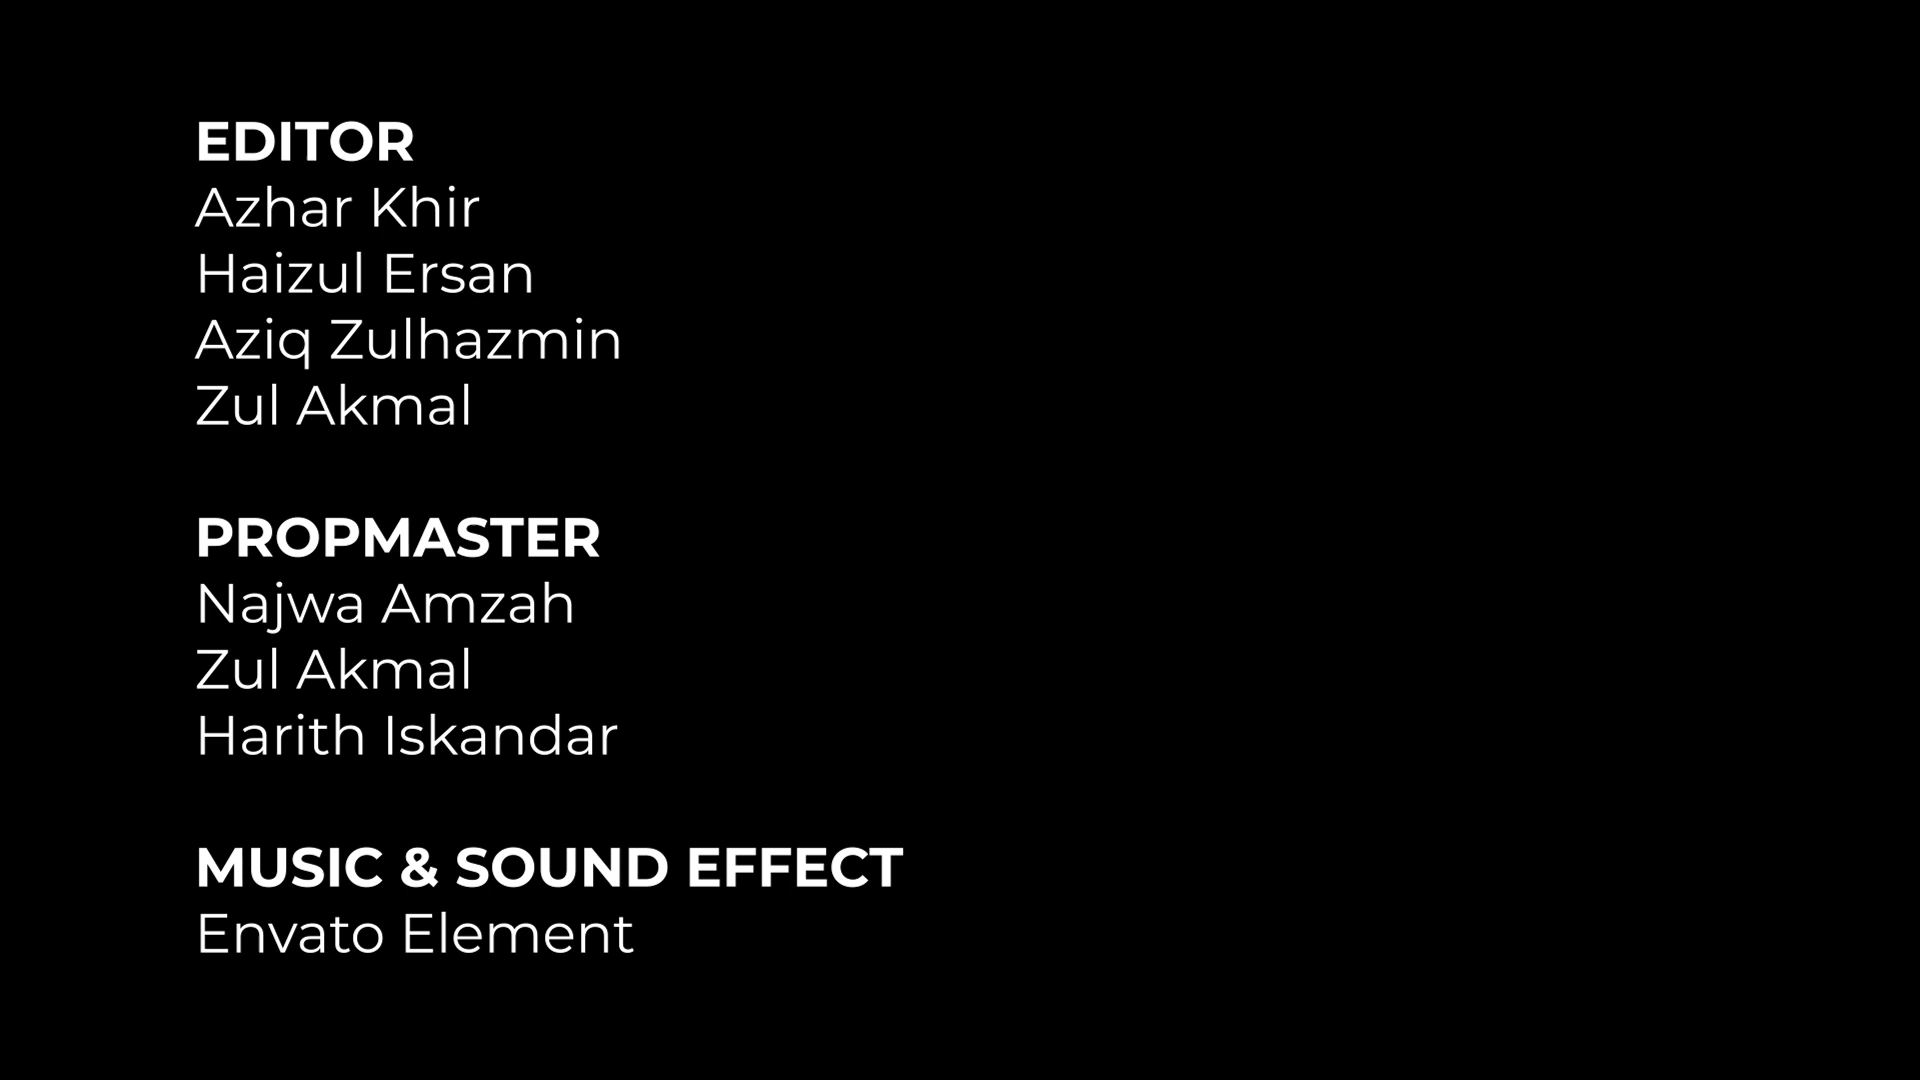 EDITOR
Azhar Khir
Haizul Ersan
Aziq Zulhazmin
Zul Akmal
PROPMASTER
Najwa Amzah
Zul Akmal
Harith Iskandar
MUSIC & SOUND EFFECT
Envato Element